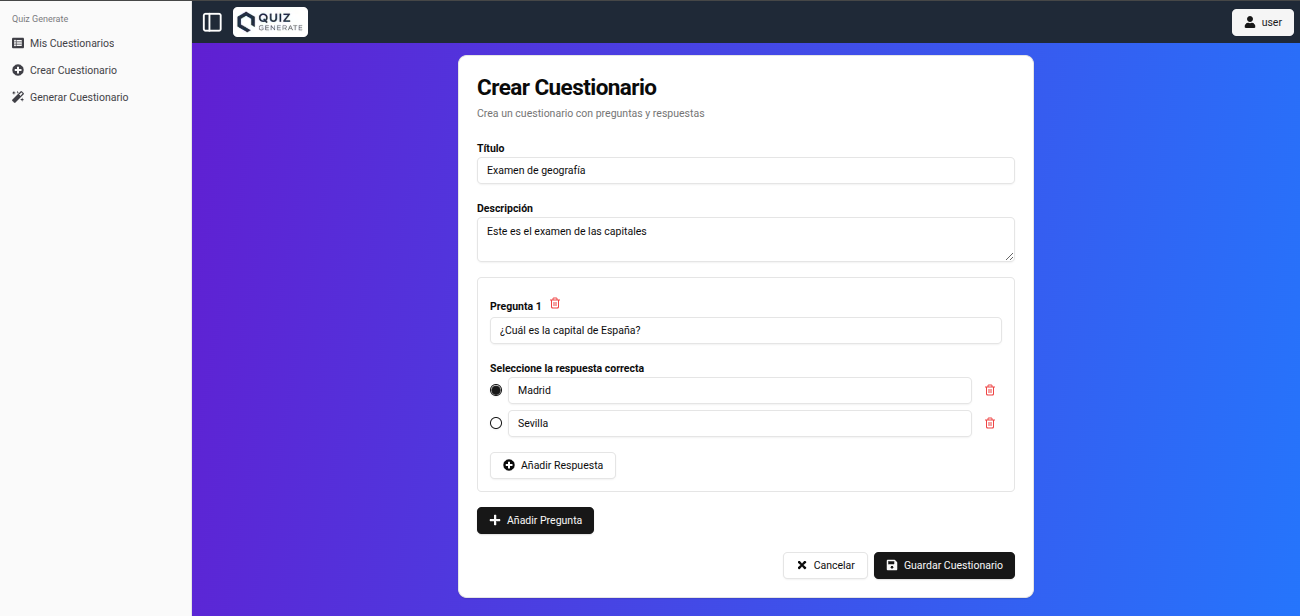 Quiz Generate
Mis Cuestionarios
Crear Cuestionario
Generar Cuestionario
QUIZ
GENERATE
user
Crear Cuestionario
Crea un cuestionario con preguntas y respuestas
Título
Examen de geografía
Descripción
Este es el examen de las capitales
Pregunta 1
¿Cuál es la capital de España?
Seleccione la respuesta correcta
Madrid
Sevilla
Añadir Respuesta
Añadir Pregunta
Cancelar
Guardar Cuestionario